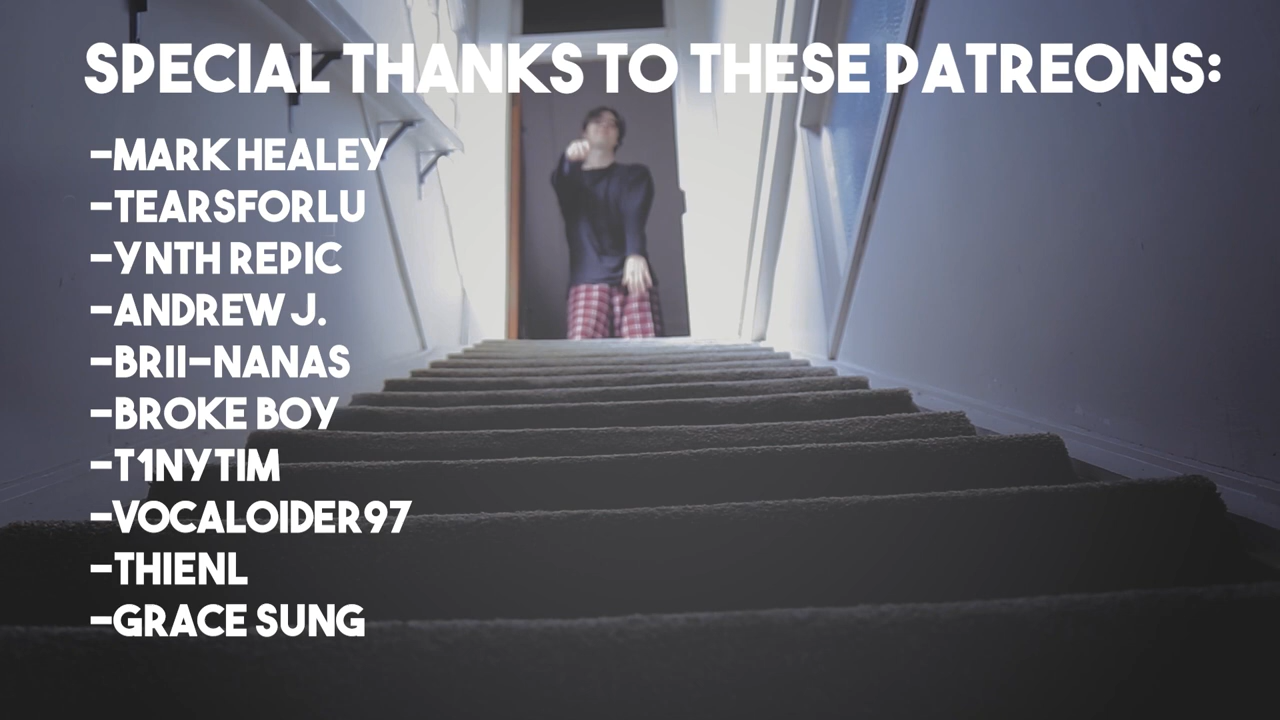 SPECIAL THANKS TO THESE PATREONS:
-MARK HEALEY
-TEARSFORLU
-YNTH REPIC
-ANDREW J.
-BRII-NANAS
-BROKE BOY
-T1NYTIM
-VOCALOIDER97
-THIENL
-GRACE SUNG